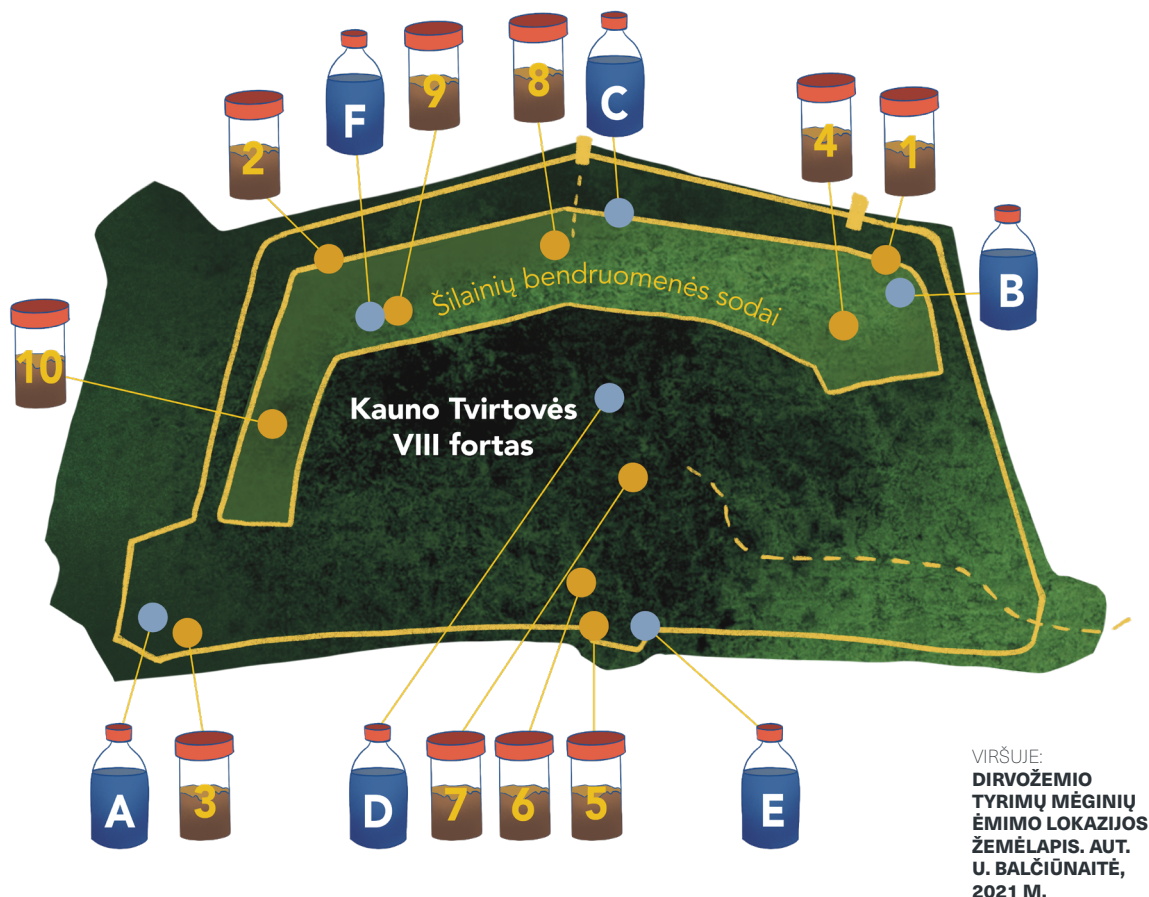 2
F
9
8
C
4
1
B
10
Šilainių bendruomenės sodai
Kauno Tvirtovės
VIII fortas
A
3
D
7
6
5
E
VIRŠUJE:
DIRVOŽEMIO
TYRIMŲ MĖGINIŲ
ĖMIMO LOKAZIJOS
ŽEMĖLAPIS. AUT.
U. BALČIŪNAITĖ,
2021 M.